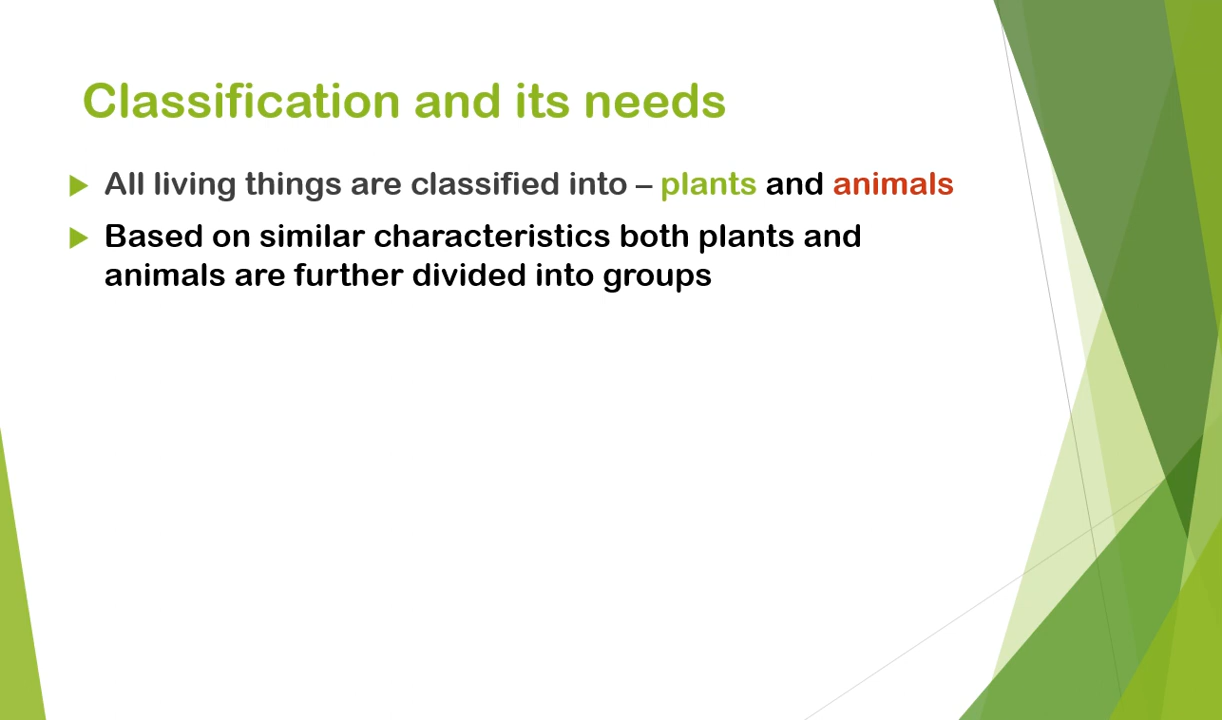 Classification and its needs
All living things are classified into – plants and animals
Based on similar characteristics both plants and
animals are further divided into groups